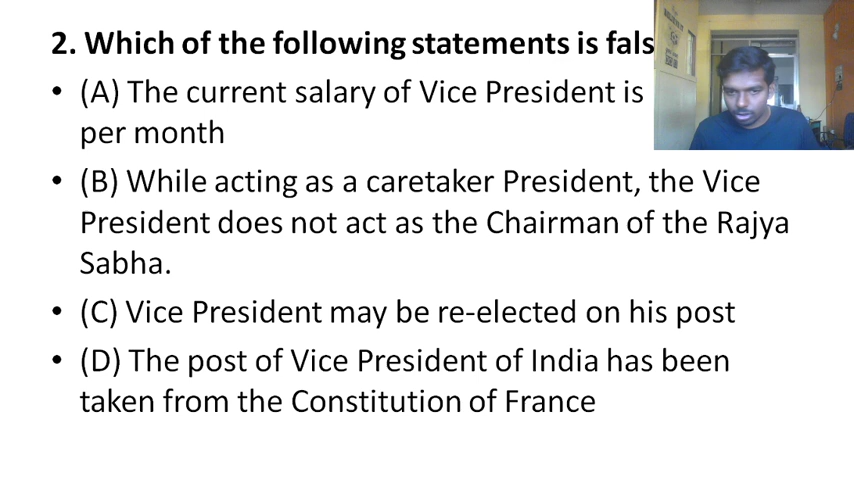 2. Which of the following statements is fals
• (A) The current salary of Vice President is
per month
• (B) While acting as a caretaker President, the Vice
President does not act as the Chairman of the Rajya
Sabha.
• (C) Vice President may be re-elected on his post
• (D) The post of Vice President of India has been
taken from the Constitution of France